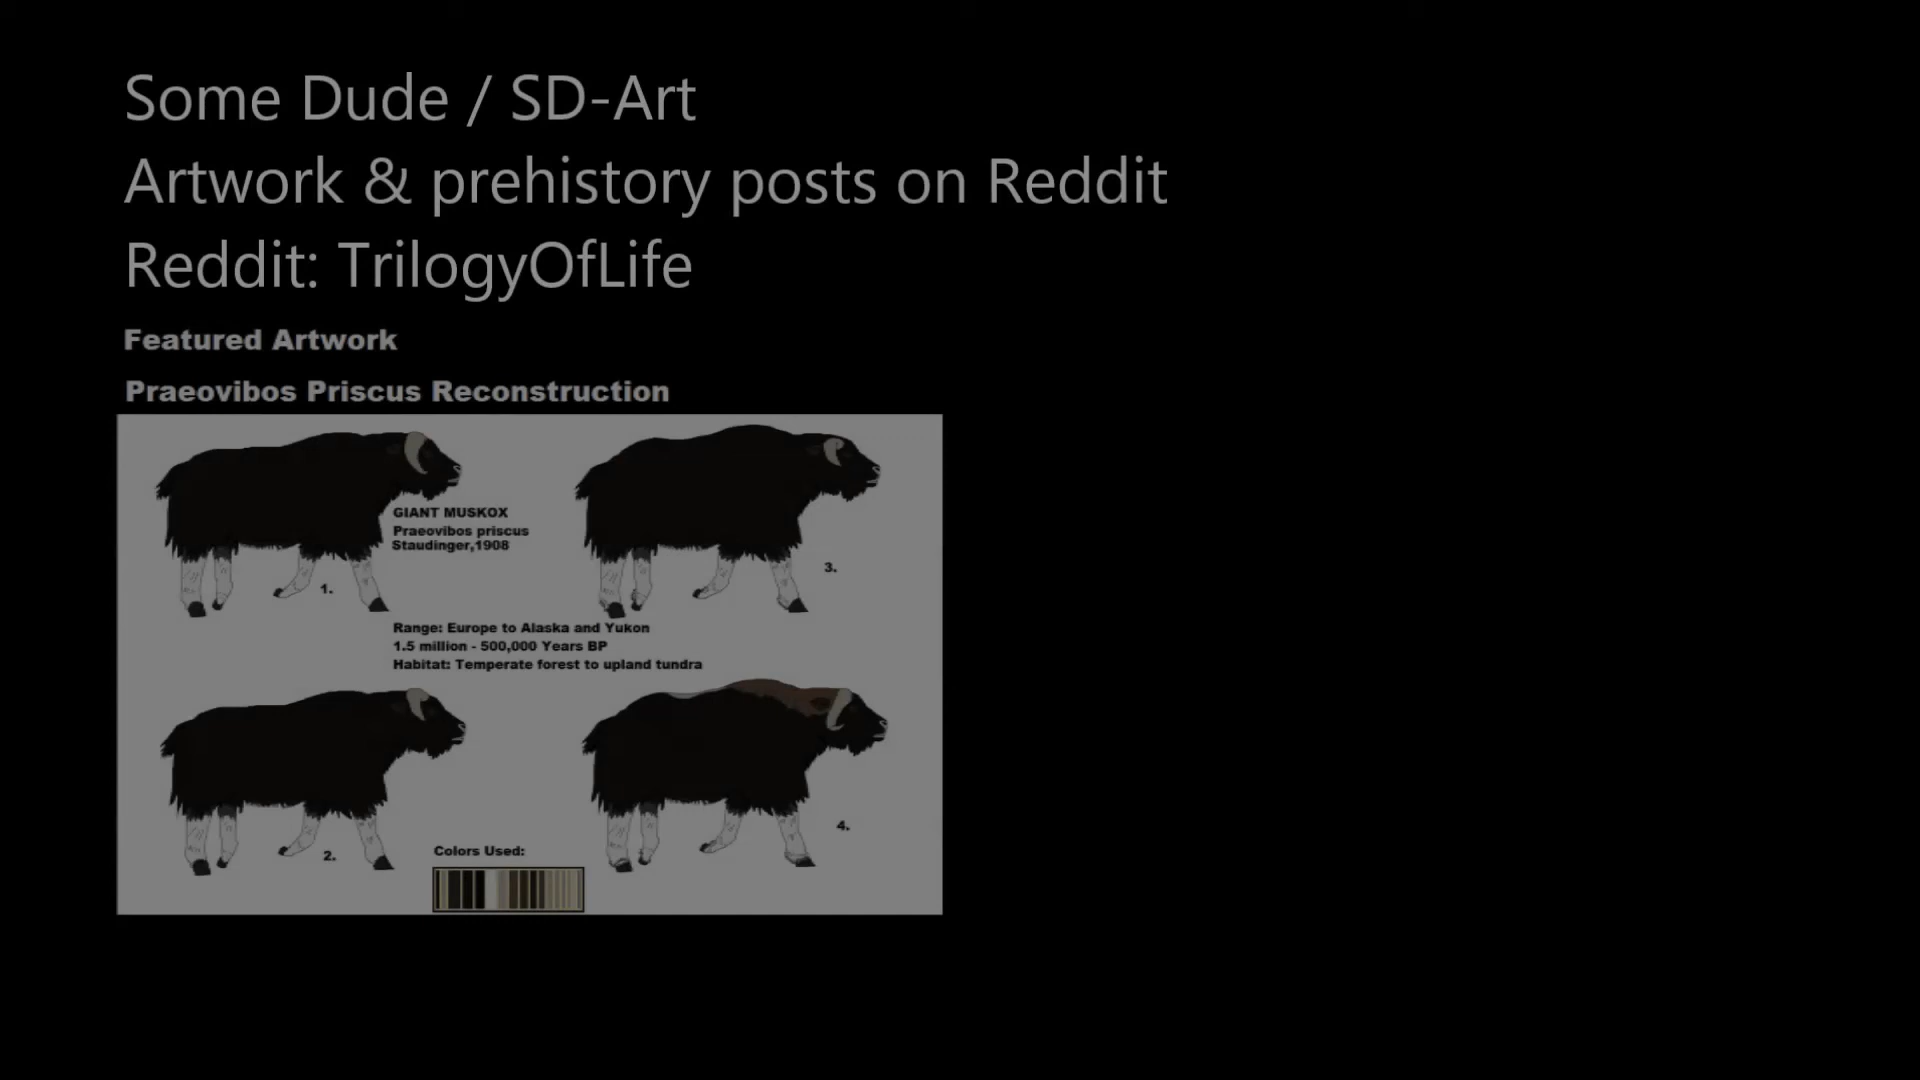 Some Dude / SD-Art
Artwork & prehistory posts on Reddit
Reddit: TrilogyOfLife
Featured Artwork
Praeovibos Priscus Reconstruction
GIANT MUSKOX
Praeovibos priscus
Staudinger,1908
1.
3.
Range: Europe to Alaska and Yukon
1.5 million - 500,000 Years BP
Habitat: Temperate forest to upland tundra
2.
4.
Colors Used: